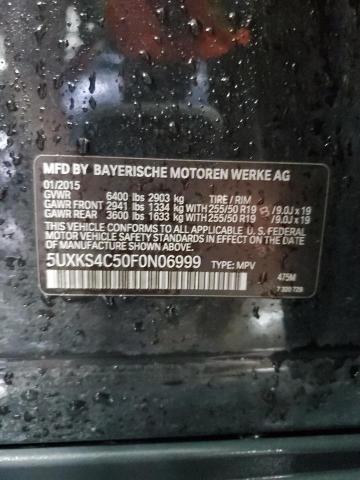 MFD BY BAYERISCHE MOTOREN WERKE AG
01/2015
GVWR 6400 lbs 2903 kg TIRE / RIM
GAWR FRONT 2941 lbs 1334 kg WITH 255/50 R19 /9.0J x 19
GAWR REAR 3600 lbs 1633 kg WITH 255/50 R19 /9.0J x 19
THIS VEHICLE CONFORMS TO ALL APPLICABLE U.S. FEDERAL
MOTOR VEHICLE SAFETY STANDARDS IN EFFECT ON THE DATE OF
MANUFACTURE SHOWN ABOVE.
5UXKS4C50F0N06999 TYPE: MPV
475M
7 320 729